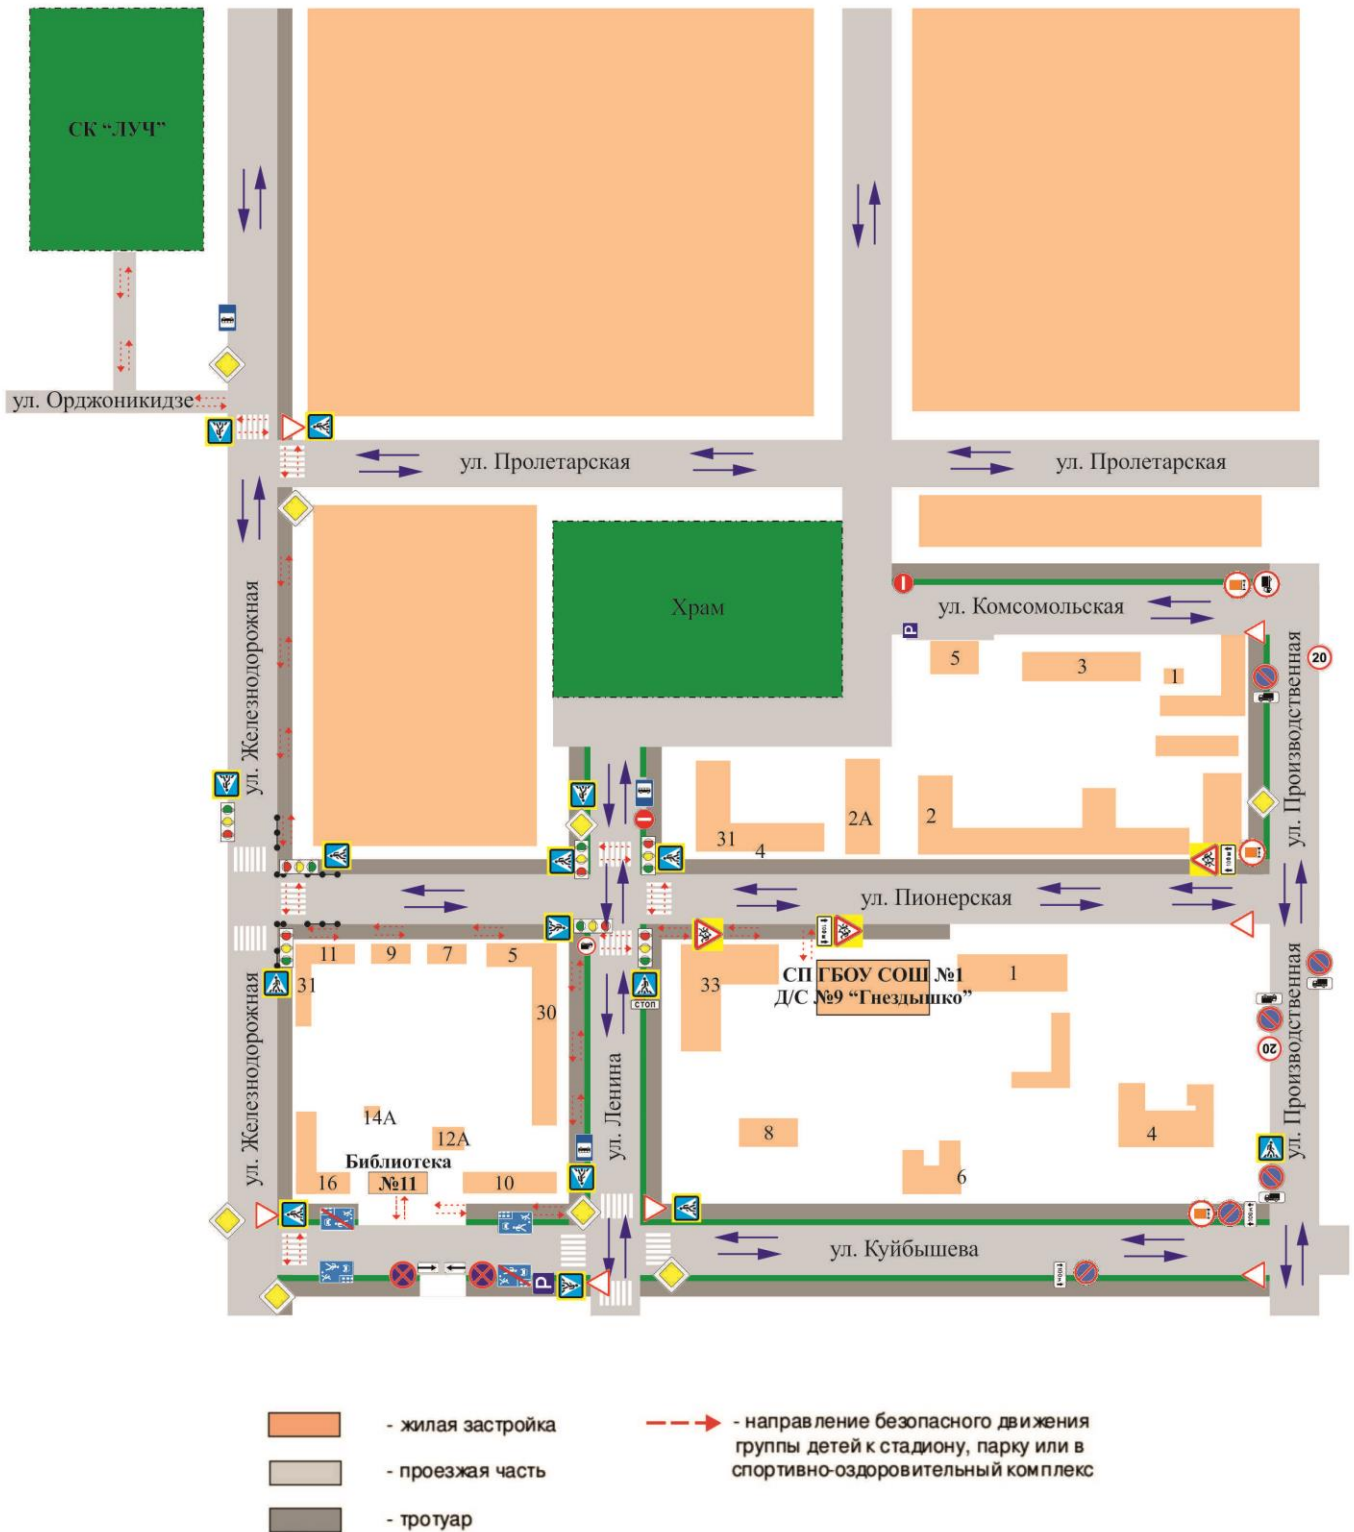 СК “ЛУЧ”
ул. Орджоникидзе
ул. Пролетарская
ул. Пролетарская
ул. Железнодорожная
Храм
ул. Комсомольская
P
5
3
1
20
ул. Производственная
31
4
2А
2
ул. Пионерская
11
9
7
5
31
30
СТОП
33
СП ГБОУ СОШ №1
Д/С №9 “Гнездышко”
1
20
ул. Производственная
ул. Железнодорожная
ул. Ленина
14А
12А
8
4
6
Библиотека
№11
16
10
ул. Куйбышева
P
- жилая застройка
- проезжая часть
- тротуар
- направление безопасного движения
группы детей к стадиону, парку или в
спортивно-оздоровительный комплекс